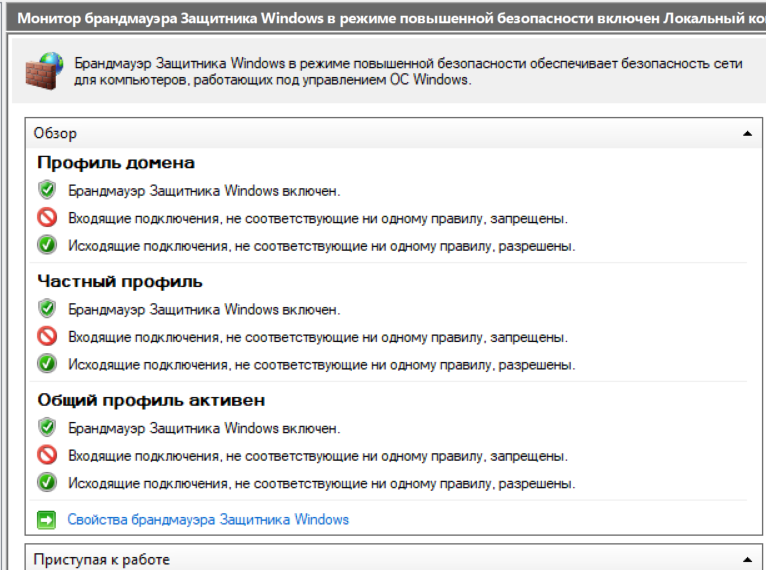 Монитор брандмауэра Защитника Windows в режиме повышенной безопасности включен Локальный ко
Брандмауэр Защитника Windows в режиме повышенной безопасности обеспечивает безопасность сети
для компьютеров, работающих под управлением ОС Windows.
Обзор
Профиль домена
Брандмауэр Защитника Windows включен.
Входящие подключения, не соответствующие ни одному правилу, запрещены.
Исходящие подключения, не соответствующие ни одному правилу, разрешены.
Частный профиль
Брандмауэр Защитника Windows включен.
Входящие подключения, не соответствующие ни одному правилу, запрещены.
Исходящие подключения, не соответствующие ни одному правилу, разрешены.
Общий профиль активен
Брандмауэр Защитника Windows включен.
Входящие подключения, не соответствующие ни одному правилу, запрещены.
Исходящие подключения, не соответствующие ни одному правилу, разрешены.
Свойства брандмауэра Защитника Windows
Приступая к работе